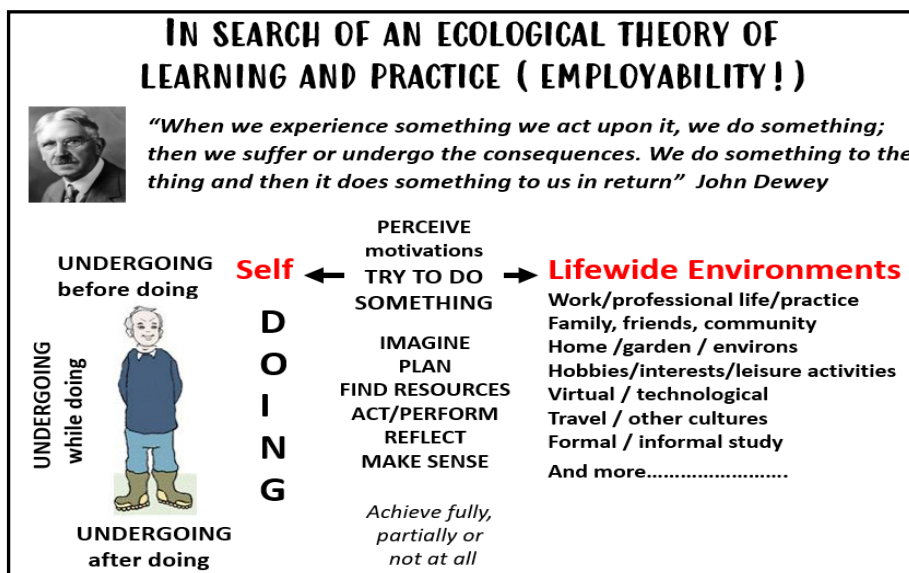 IN SEARCH OF AN ECOLOGICAL THEORY OF
LEARNING AND PRACTICE ( EMPLOYABILITY! )
“When we experience something we act upon it, we do something;
then we suffer or undergo the consequences. We do something to the
thing and then it does something to us in return” John Dewey
UNDERGOING
before doing
UNDERGOING
while doing
UNDERGOING
after doing
Self
DOING
PERCEIVE
motivations
TRY TO DO
SOMETHING
IMAGINE
PLAN
FIND RESOURCES
ACT/PERFORM
REFLECT
MAKE SENSE
Achieve fully,
partially or
not at all
Lifewide Environments
Work/professional life/practice
Family, friends, community
Home /garden / environs
Hobbies/interests/leisure activities
Virtual / technological
Travel / other cultures
Formal / informal study
And more…………………….